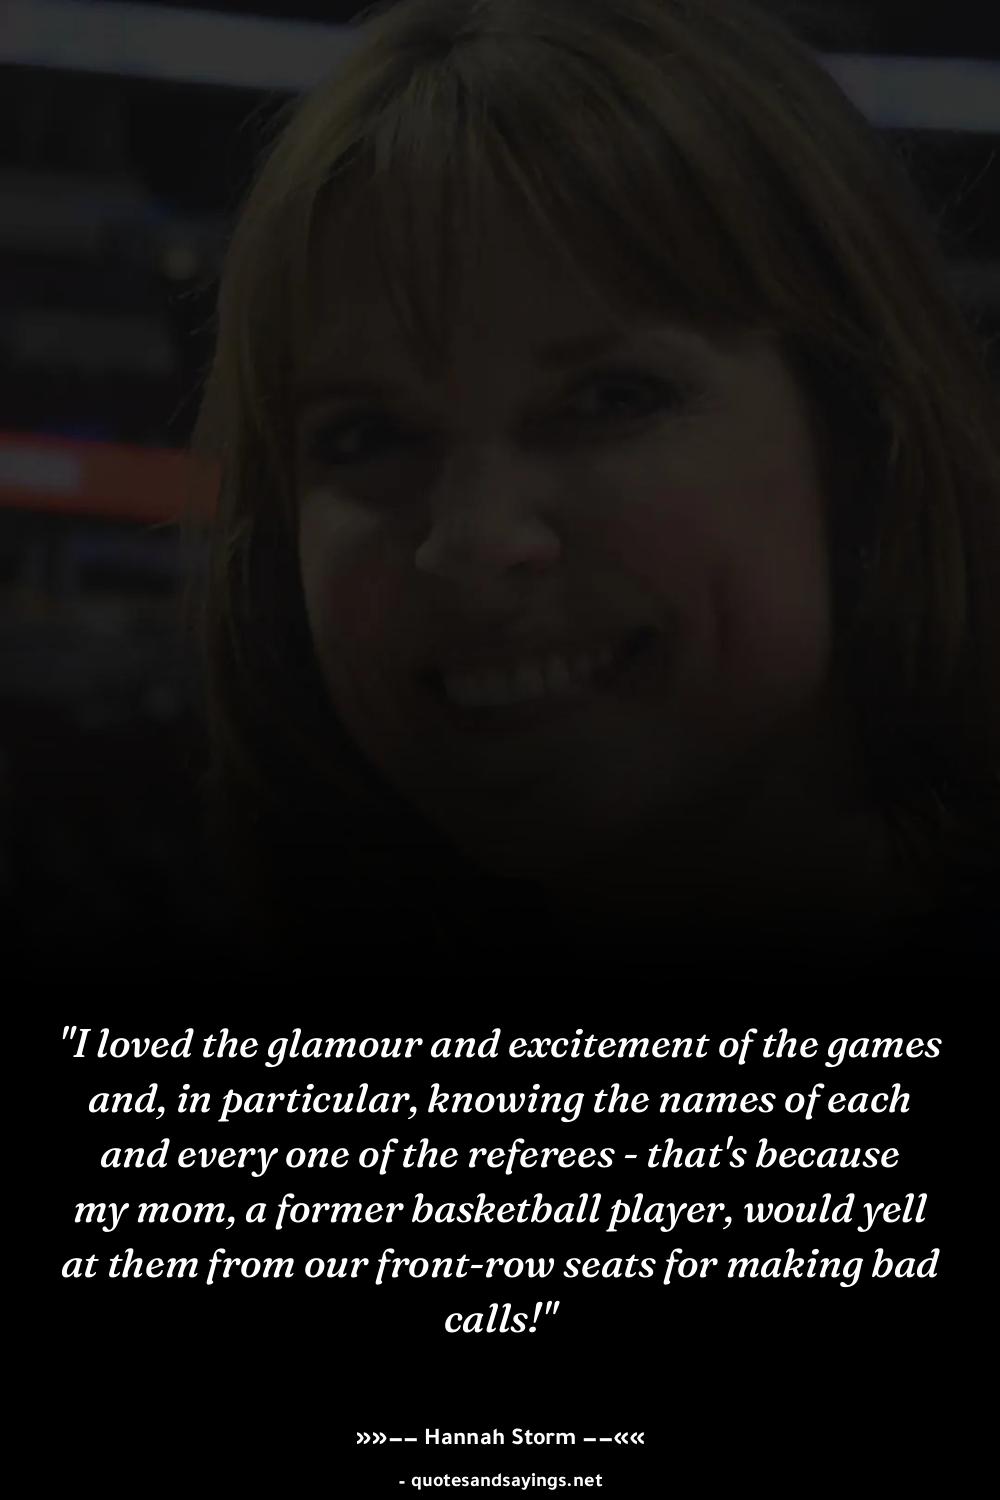 "I loved the glamour and excitement of the games
and, in particular, knowing the names of each
and every one of the referees - that's because
my mom, a former basketball player, would yell
at them from our front-row seats for making bad
calls!"
»»−− Hannah Storm −−««
- quotesandsayings.net